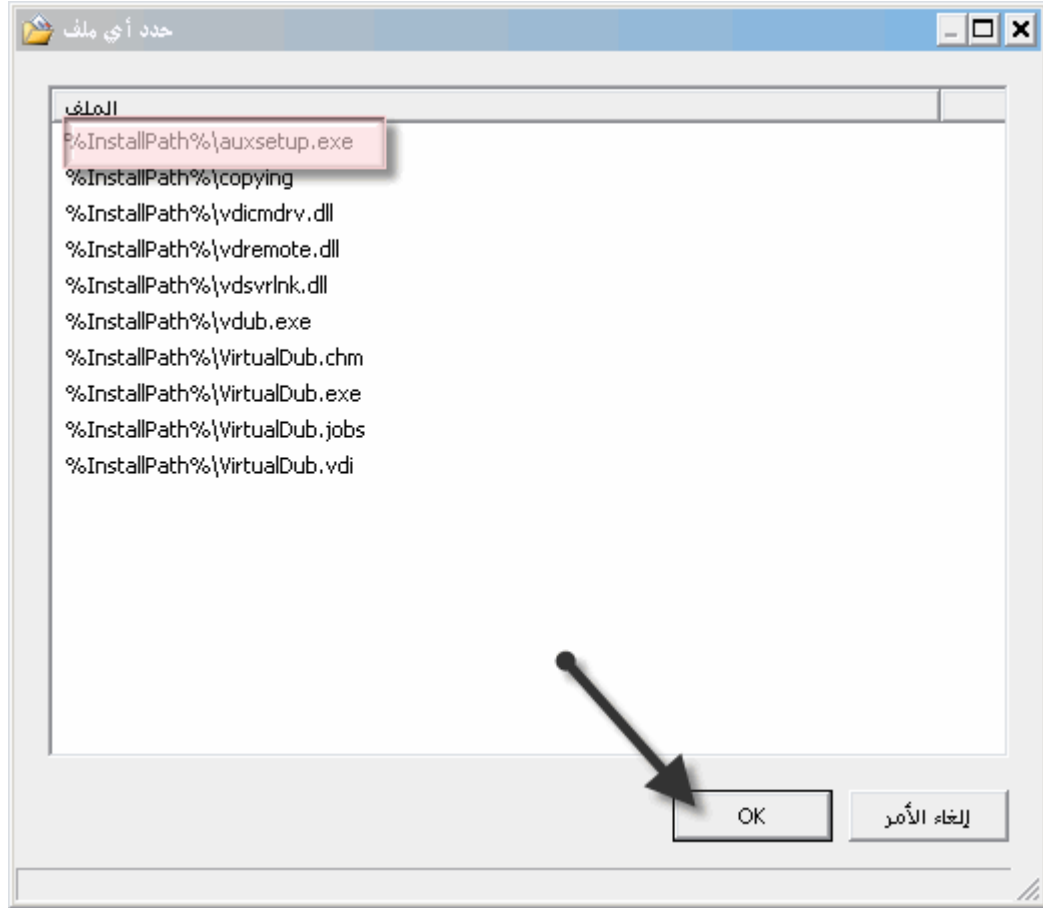 حدد أي ملف
الملف
%InstallPath%\auxsetup.exe
%InstallPath%\copying
%InstallPath%\vdicmdrv.dll
%InstallPath%\vdremote.dll
%InstallPath%\vdsvrlnk.dll
%InstallPath%\vdub.exe
%InstallPath%\VirtualDub.chm
%InstallPath%\VirtualDub.exe
%InstallPath%\VirtualDub.jobs
%InstallPath%\VirtualDub.vdi
OK
إلغاء الأمر